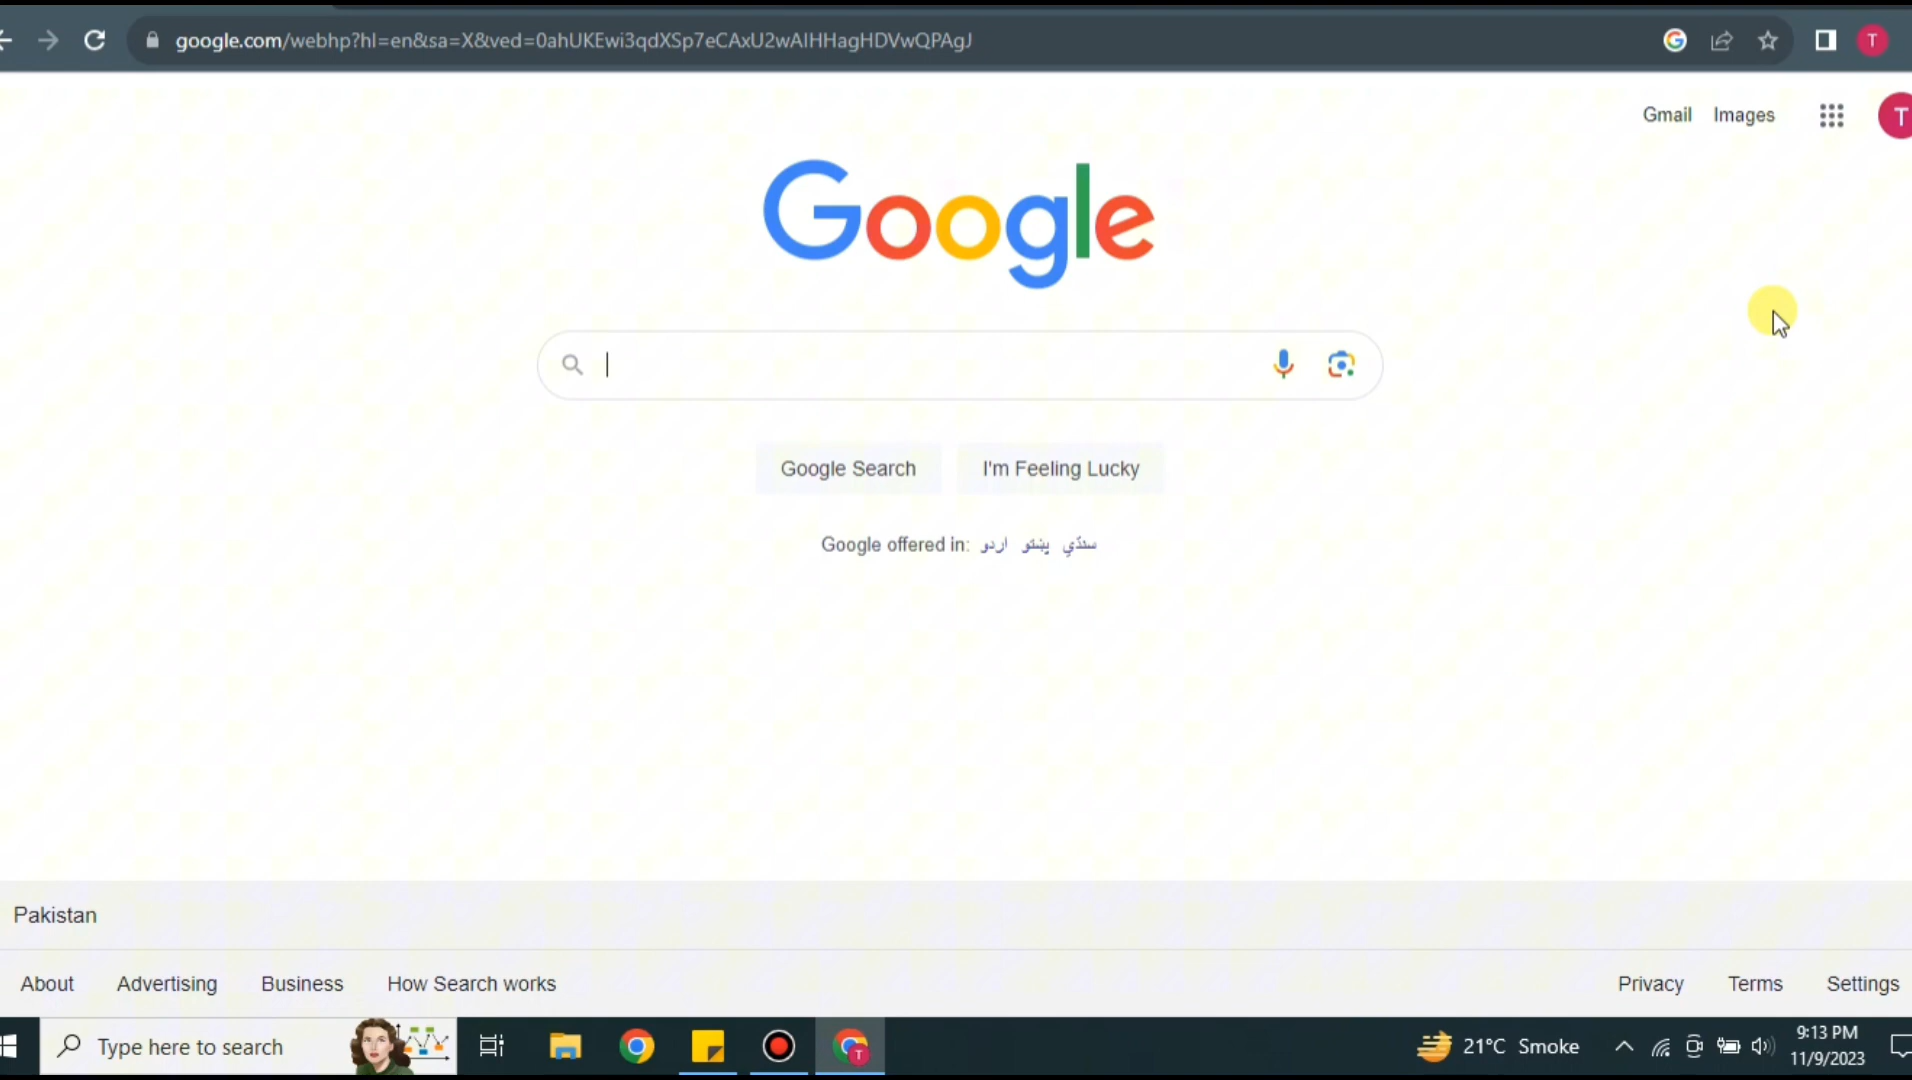 google.com/webhp?hl=en&sa=X&ved=0ahUKEwi3qdXSp7eCAxU2wAIHHagHDVwQPAgJ
T
Gmail Images
T
Google
Google Search I'm Feeling Lucky
Google offered in: اردو پښتو سنڌي
Pakistan
About Advertising Business How Search works Privacy Terms Settings
Type here to search T 21°C Smoke 9:13 PM
11/9/2023